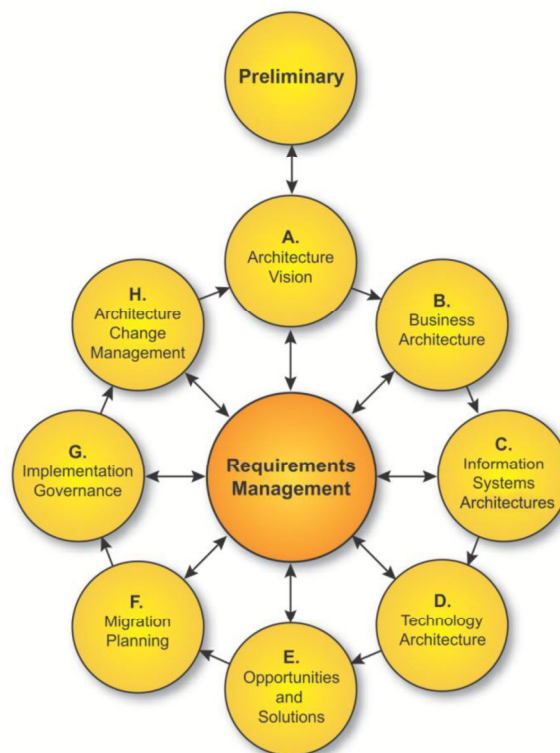 Preliminary
A.
Architecture
Vision
B.
Business
Architecture
C.
Information
Systems
Architectures
D.
Technology
Architecture
E.
Opportunities
and
Solutions
F.
Migration
Planning
G.
Implementation
Governance
H.
Architecture
Change
Management
Requirements
Management